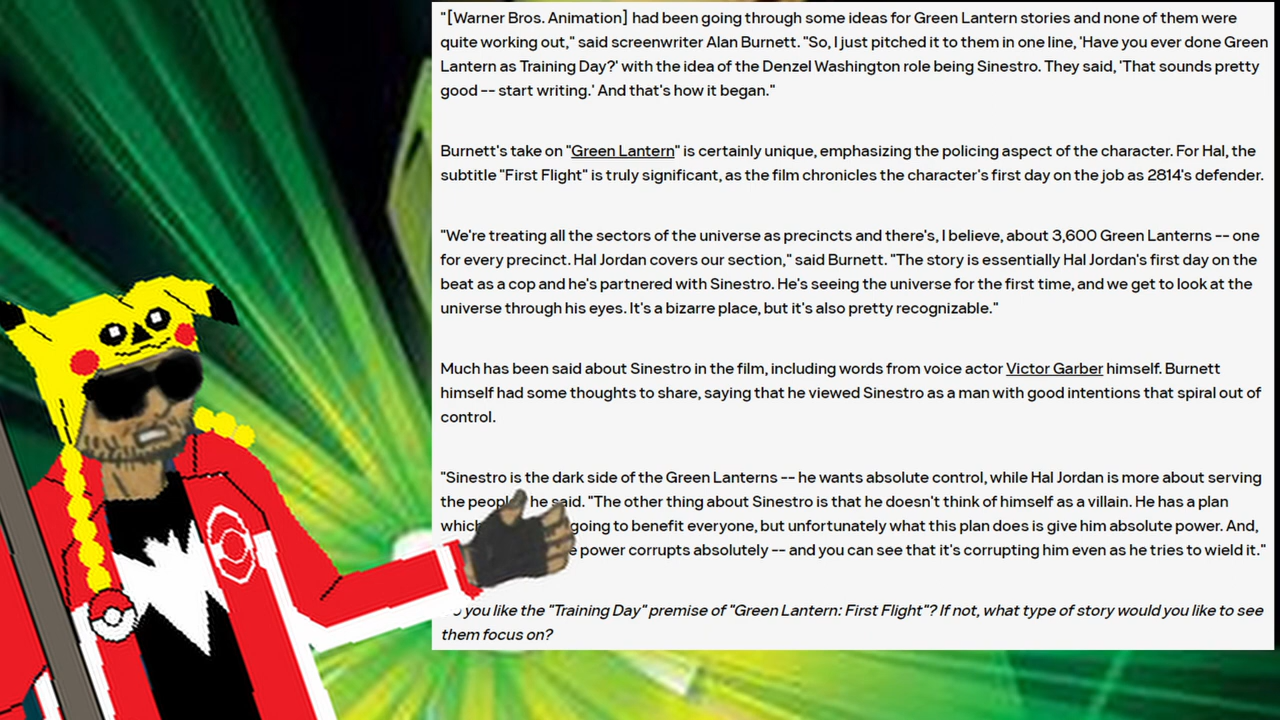 "[Warner Bros. Animation] had been going through some ideas for Green Lantern stories and none of them were
quite working out," said screenwriter Alan Burnett. "So, I just pitched it to them in one line, 'Have you ever done Green
Lantern as Training Day?' with the idea of the Denzel Washington role being Sinestro. They said, 'That sounds pretty
good -- start writing.' And that's how it began."
Burnett's take on "Green Lantern" is certainly unique, emphasizing the policing aspect of the character. For Hal, the
subtitle "First Flight" is truly significant, as the film chronicles the character's first day on the job as 2814's defender.
"We're treating all the sectors of the universe as precincts and there's, I believe, about 3,600 Green Lanterns -- one
for every precinct. Hal Jordan covers our section," said Burnett. "The story is essentially Hal Jordan's first day on the
beat as a cop and he's partnered with Sinestro. He's seeing the universe for the first time, and we get to look at the
universe through his eyes. It's a bizarre place, but it's also pretty recognizable."
Much has been said about Sinestro in the film, including words from voice actor Victor Garber himself. Burnett
himself had some thoughts to share, saying that he viewed Sinestro as a man with good intentions that spiral out of
control.
"Sinestro is the dark side of the Green Lanterns -- he wants absolute control, while Hal Jordan is more about serving
the people he said. "The other thing about Sinestro is that he doesn't think of himself as a villain. He has a plan
going to benefit everyone, but unfortunately what this plan does is give him absolute power. And,
power corrupts absolutely -- and you can see that it's corrupting him even as he tries to wield it."
you like the "Training Day" premise of "Green Lantern: First Flight"? If not, what type of story would you like to see
them focus on?